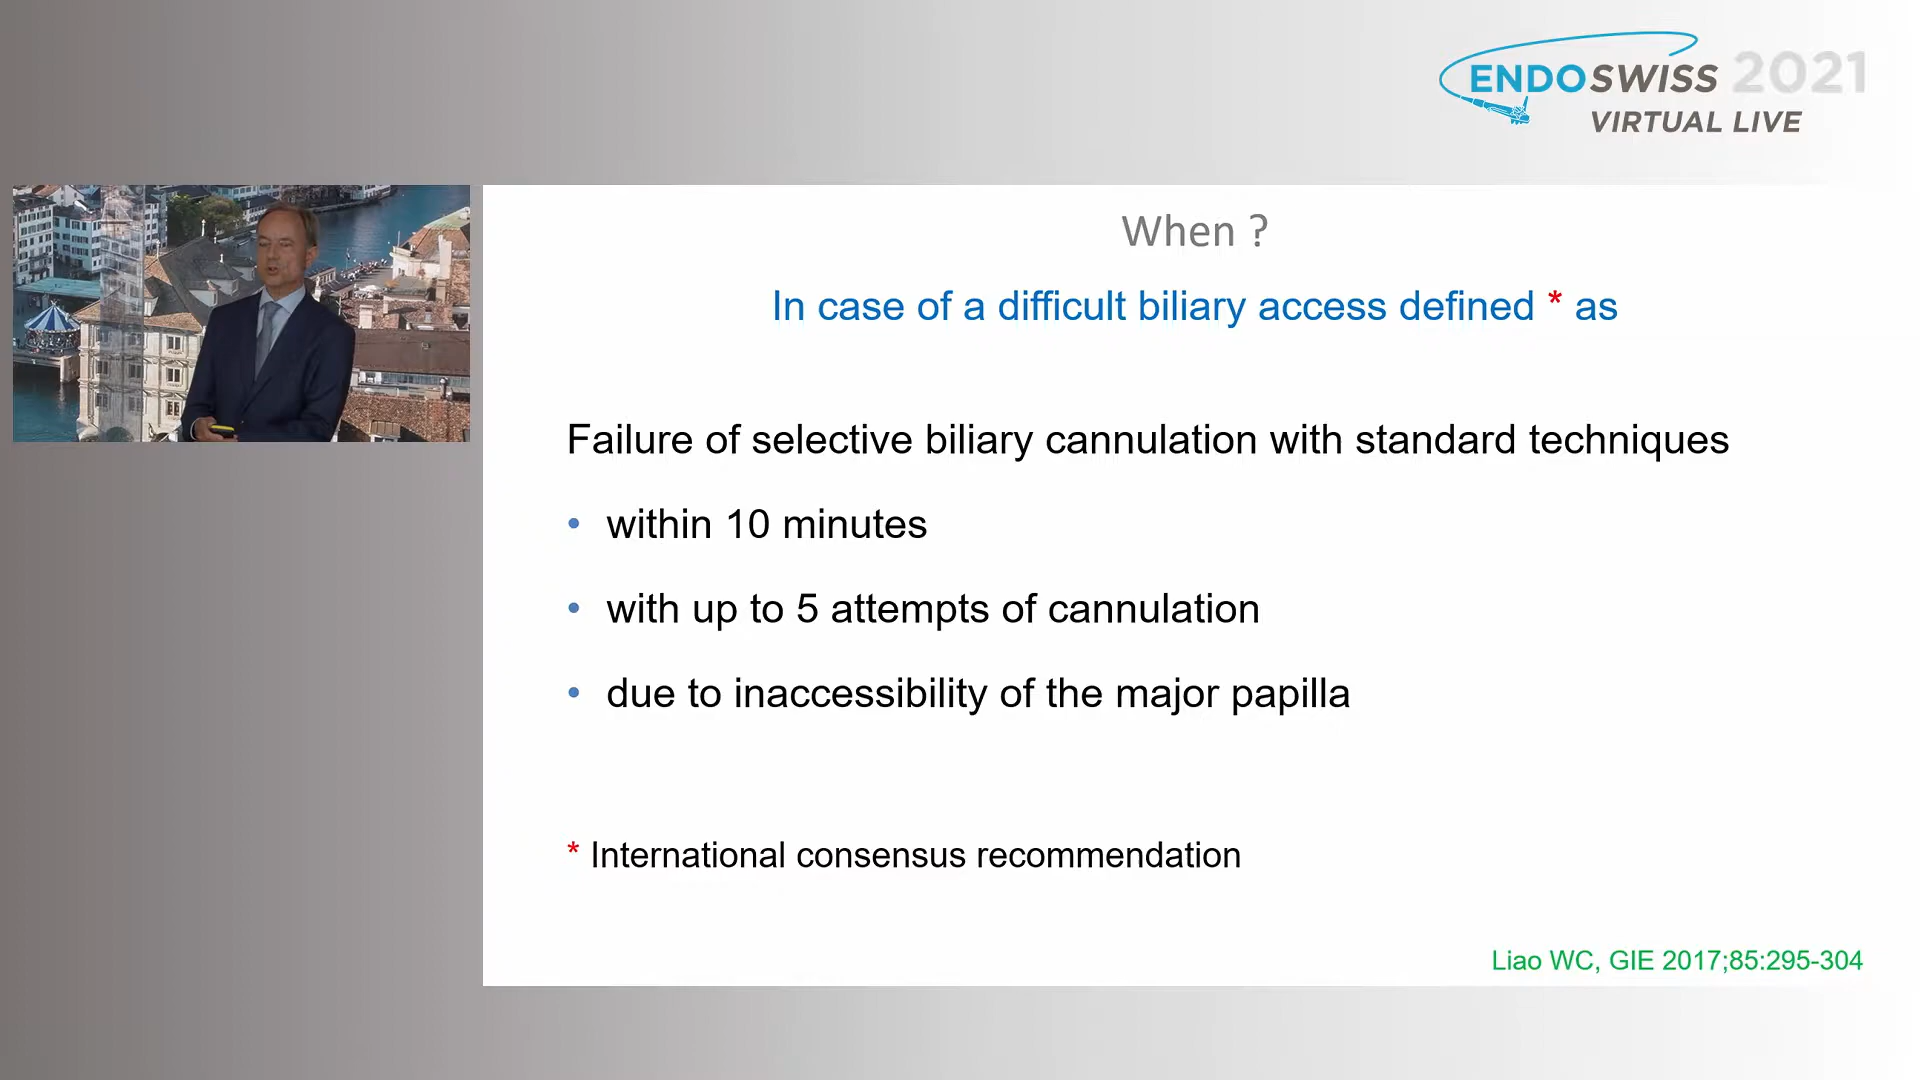 ENDOSWISS 2021
VIRTUAL LIVE
When ?
In case of a difficult biliary access defined * as
Failure of selective biliary cannulation with standard techniques
• within 10 minutes
• with up to 5 attempts of cannulation
• due to inaccessibility of the major papilla
* International consensus recommendation
Liao WC, GIE 2017;85:295-304